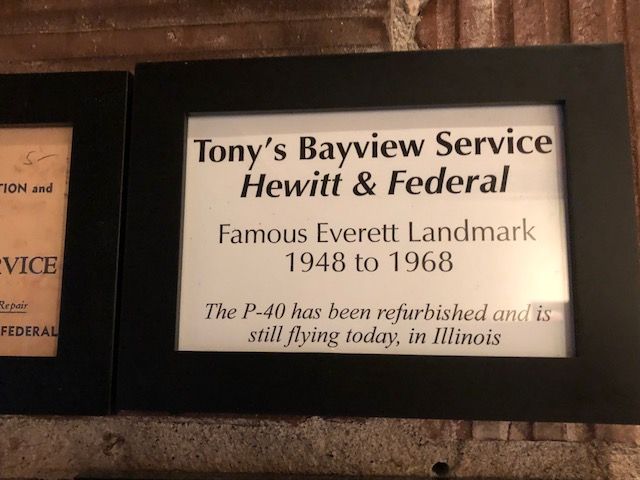 5-
TION and
RVICE
Repair
FEDERAL
Tony's Bayview Service
Hewitt & Federal
Famous Everett Landmark
1948 to 1968
The P-40 has been refurbished and is
still flying today, in Illinois